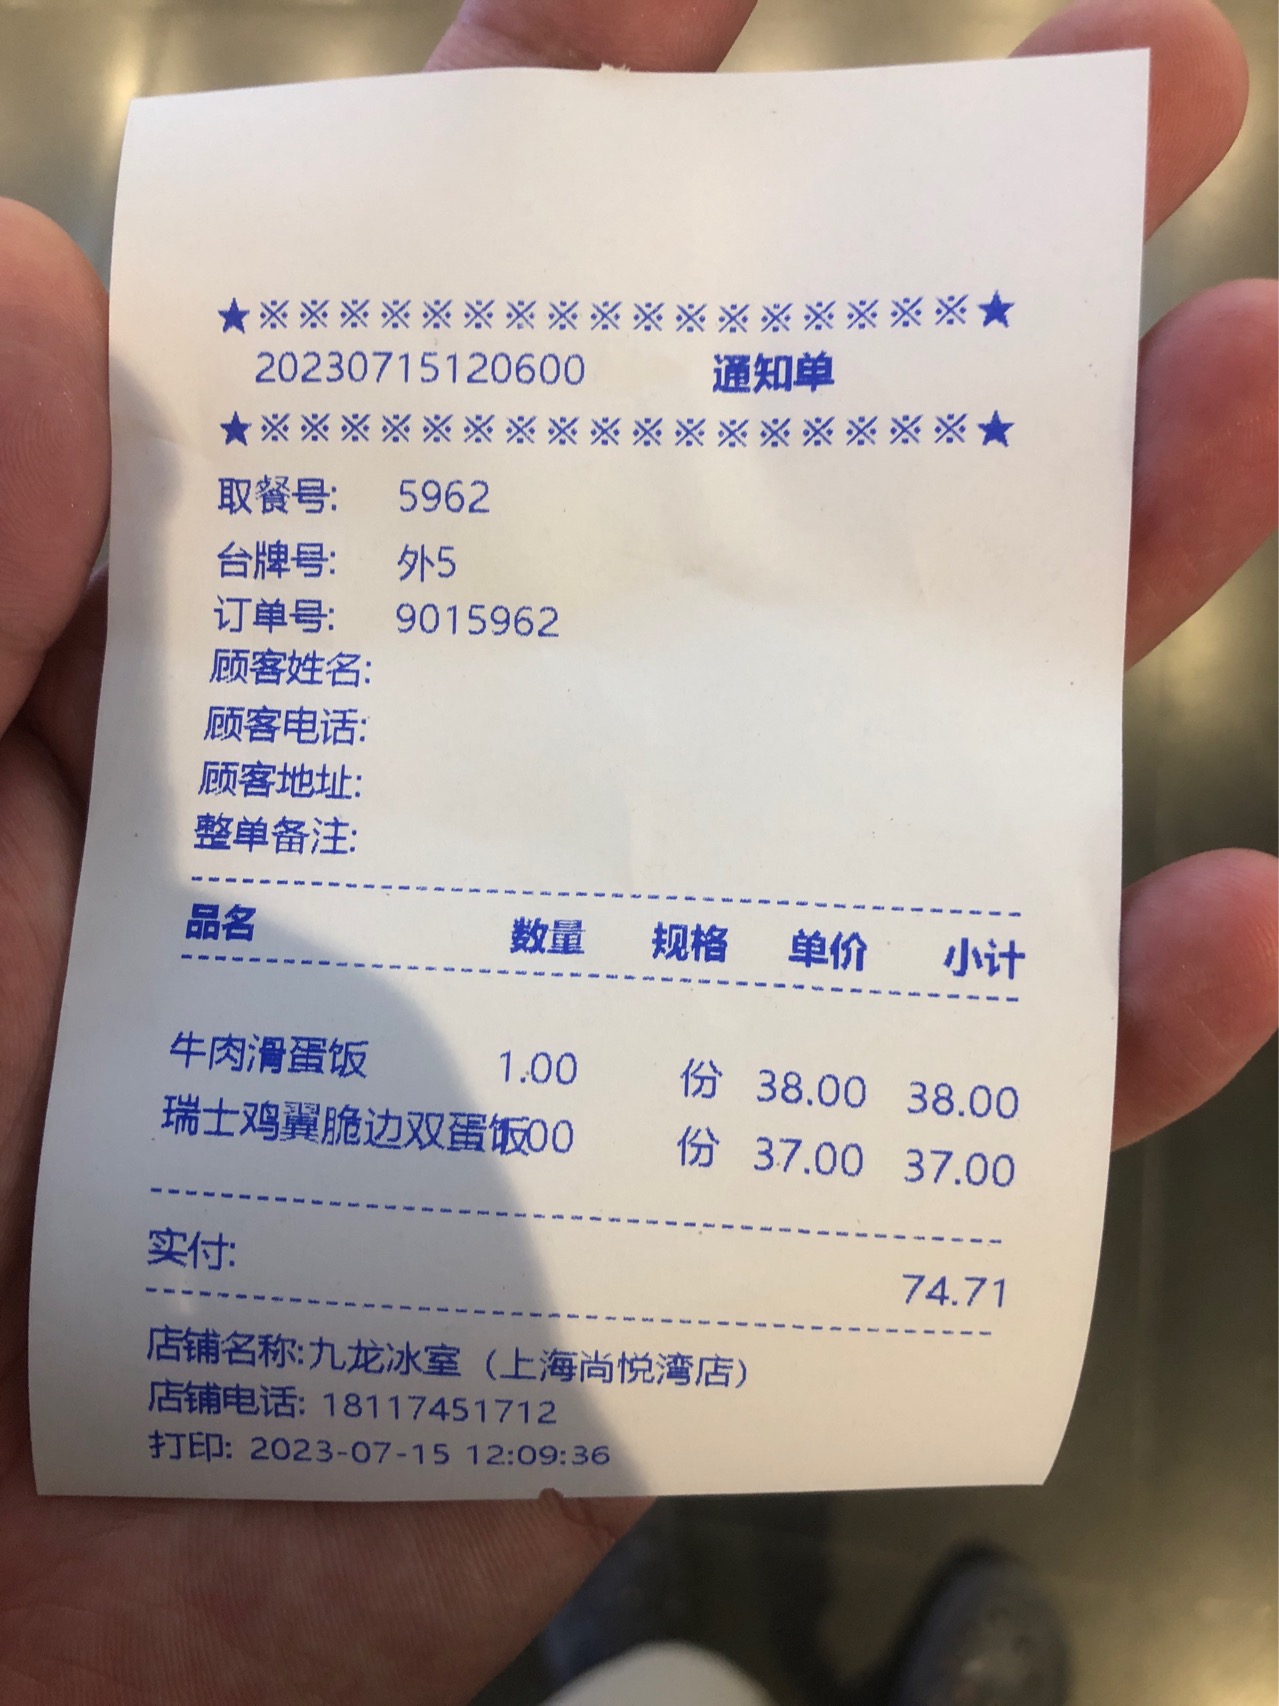 ★※※※※※※※※※※※※※※※※※★
20230715120600 通知单
★※※※※※※※※※※※※※※※※※★
取餐号: 5962
台牌号: 外5
订单号: 9015962
顾客姓名:
顾客电话:
顾客地址:
整单备注:
品名 数量 规格 单价 小计
牛肉滑蛋饭 1.00 份 38.00 38.00
瑞士鸡翼脆边双蛋饭1.00 份 37.00 37.00
实付:
74.71
店铺名称:九龙冰室（上海尚悦湾店）
店铺电话: 18117451712
打印: 2023-07-15 12:09:36